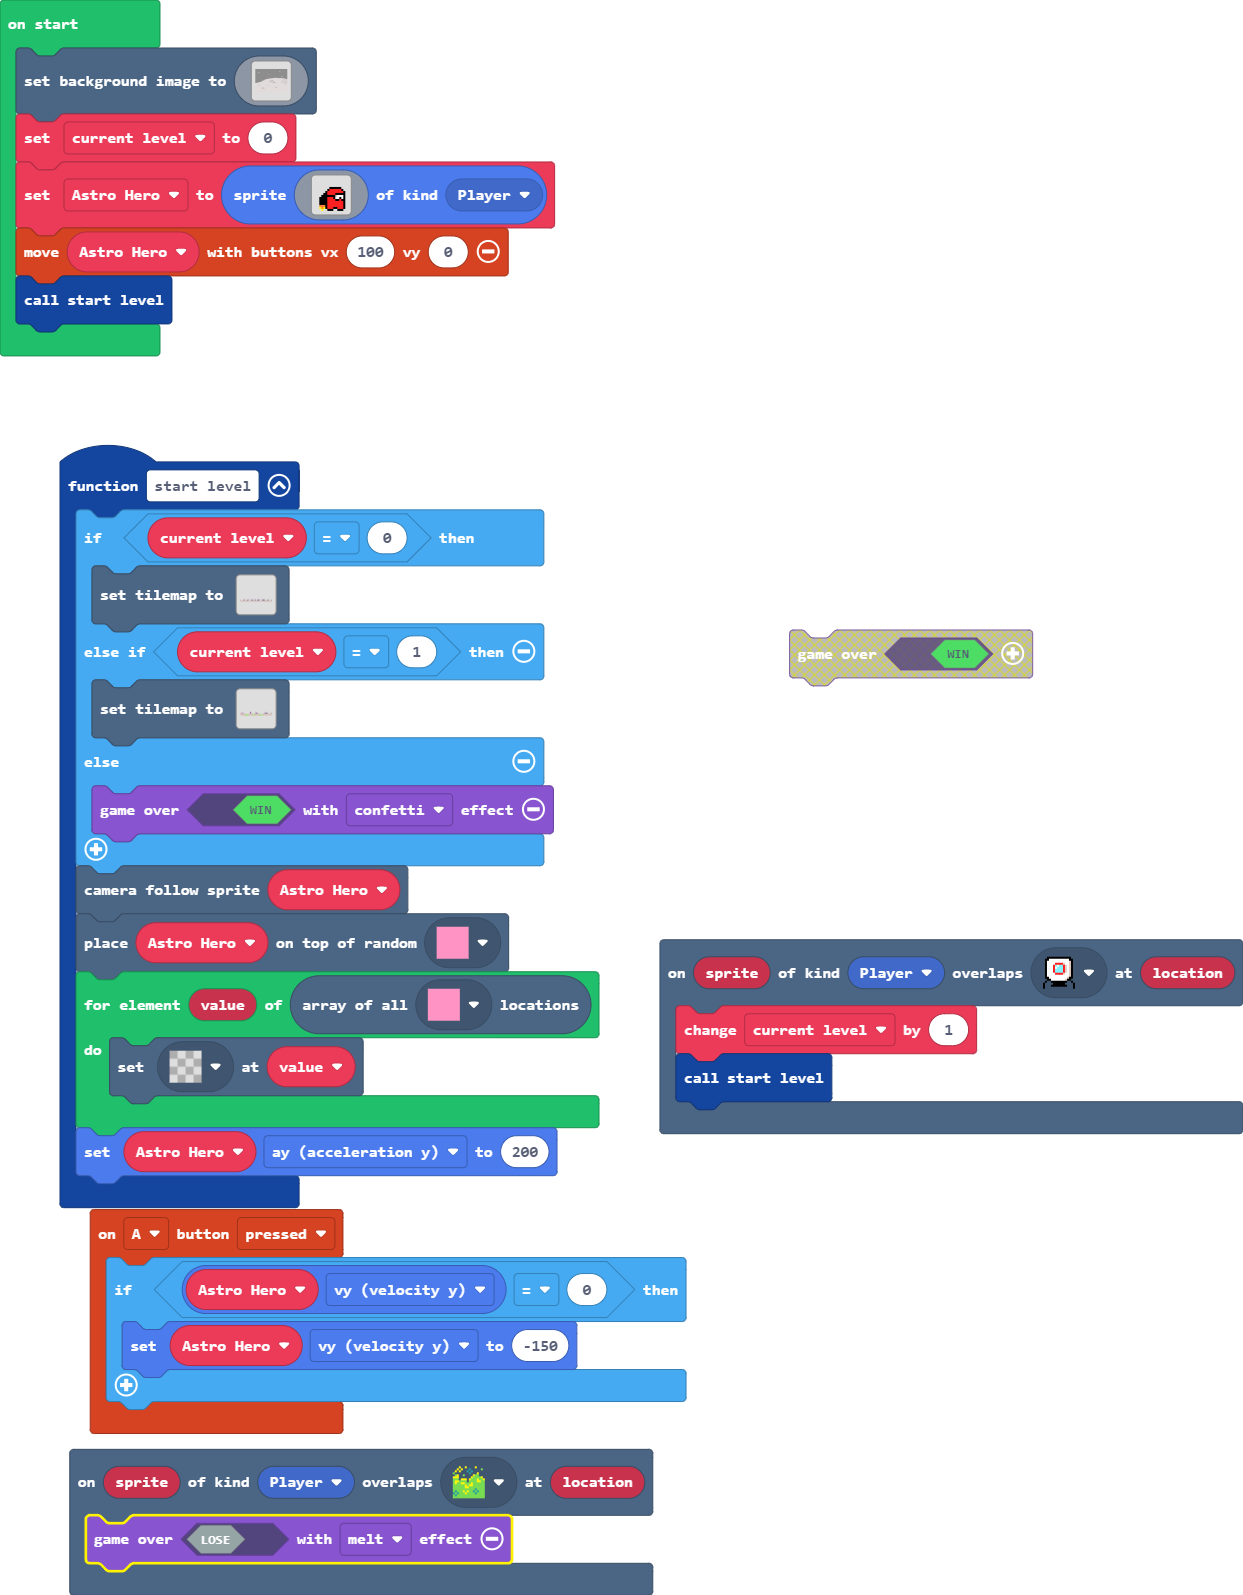 on start
set background image to
set current level to 0
set Astro Hero to sprite of kind Player
move Astro Hero with buttons vx 100 vy 0
call start level
function start level
if current level = 0 then
set tilemap to
else if current level = 1 then
set tilemap to
else
game over WIN with confetti effect
camera follow sprite Astro Hero
place Astro Hero on top of random
for element value of array of all locations
do set at value
set Astro Hero ay (acceleration y) to 200
game over WIN
on sprite of kind Player overlaps at location
change current level by 1
call start level
on A button pressed
if Astro Hero vy (velocity y) = 0 then
set Astro Hero vy (velocity y) to -150
on sprite of kind Player overlaps at location
game over LOSE with melt effect